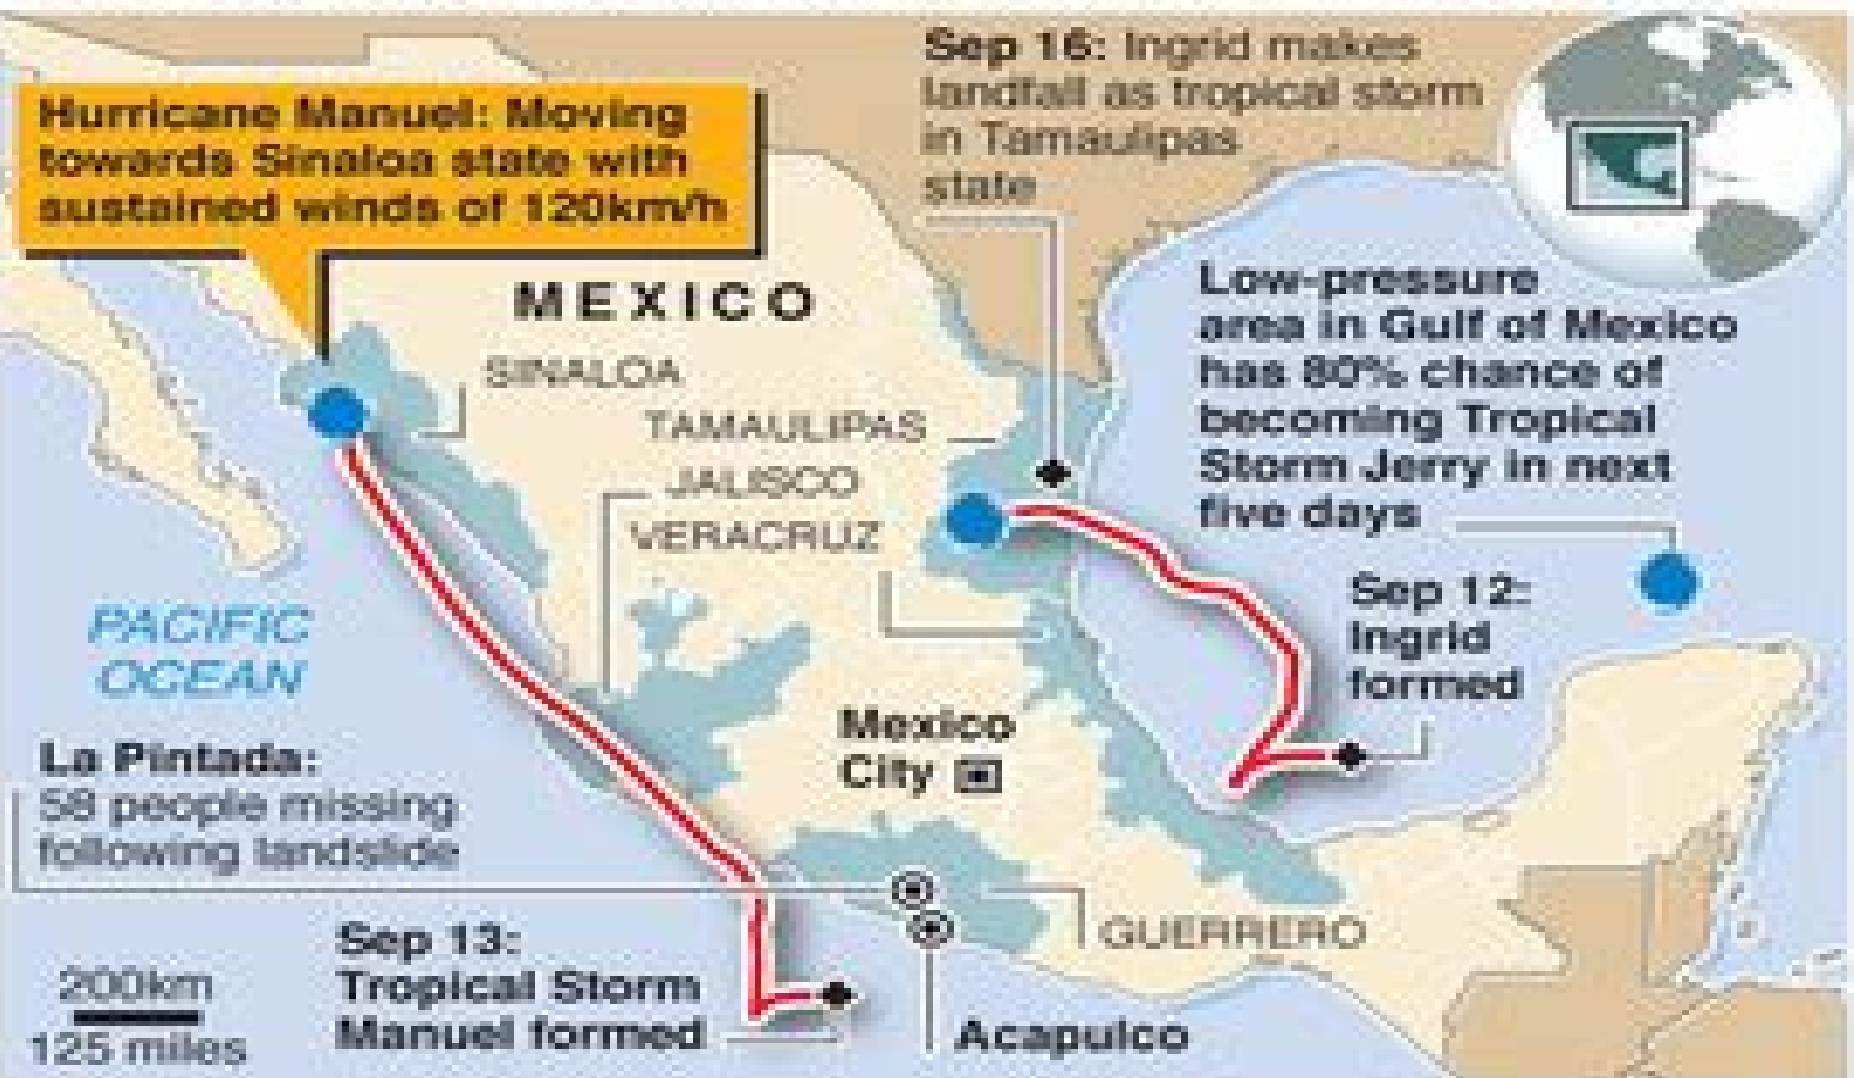 Hurricane Manuel: Moving
towards Sinaloa state with
sustained winds of 120km/h
Sep 16: Ingrid makes
landfall as tropical storm
in Tamaulipas
state
Low-pressure
area in Gulf of Mexico
has 80% chance of
becoming Tropical
Storm Jerry in next
five days
MEXICO
SINALOA
TAMAULIPAS
JALISCO
VERACRUZ
Sep 12:
Ingrid
formed
PACIFIC
OCEAN
Mexico
City
La Pintada:
58 people missing
following landslide
GUERRERO
Sep 13:
Tropical Storm
Manuel formed
Acapulco
200km
125 miles